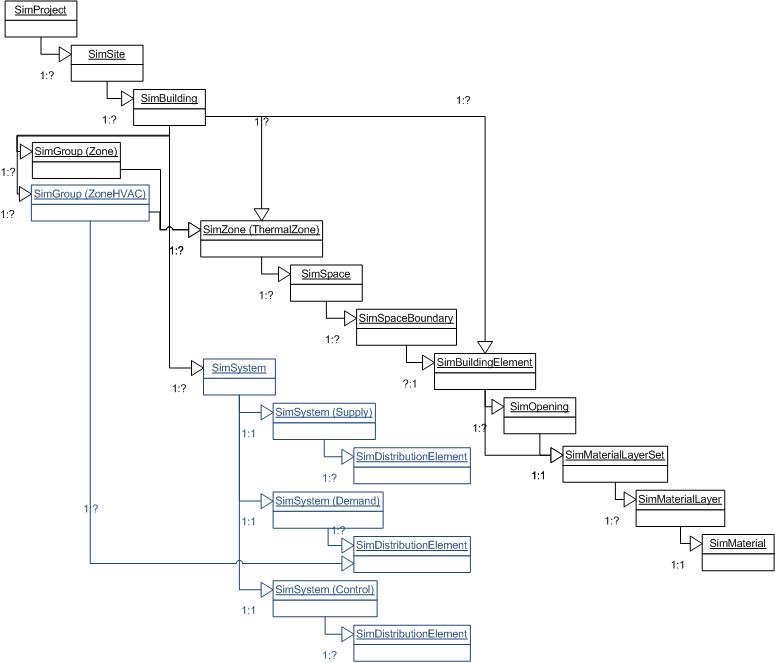 SimProject
1:?
SimSite
1:?
SimBuilding
1:?
1:?
1:?
SimGroup (Zone)
1:?
SimGroup (ZoneHVAC)
1:?
SimZone (ThermalZone)
1:?
SimSpace
1:?
SimSpaceBoundary
1:?
SimBuildingElement
?:1
SimSystem
1:?
SimOpening
1:?
SimSystem (Supply)
1:1
SimMaterialLayerSet
1:1
SimDistributionElement
1:?
SimMaterialLayer
1:?
SimSystem (Demand)
1:1
1:?
1:?
SimDistributionElement
SimMaterial
1:1
SimSystem (Control)
1:1
SimDistributionElement
1:?